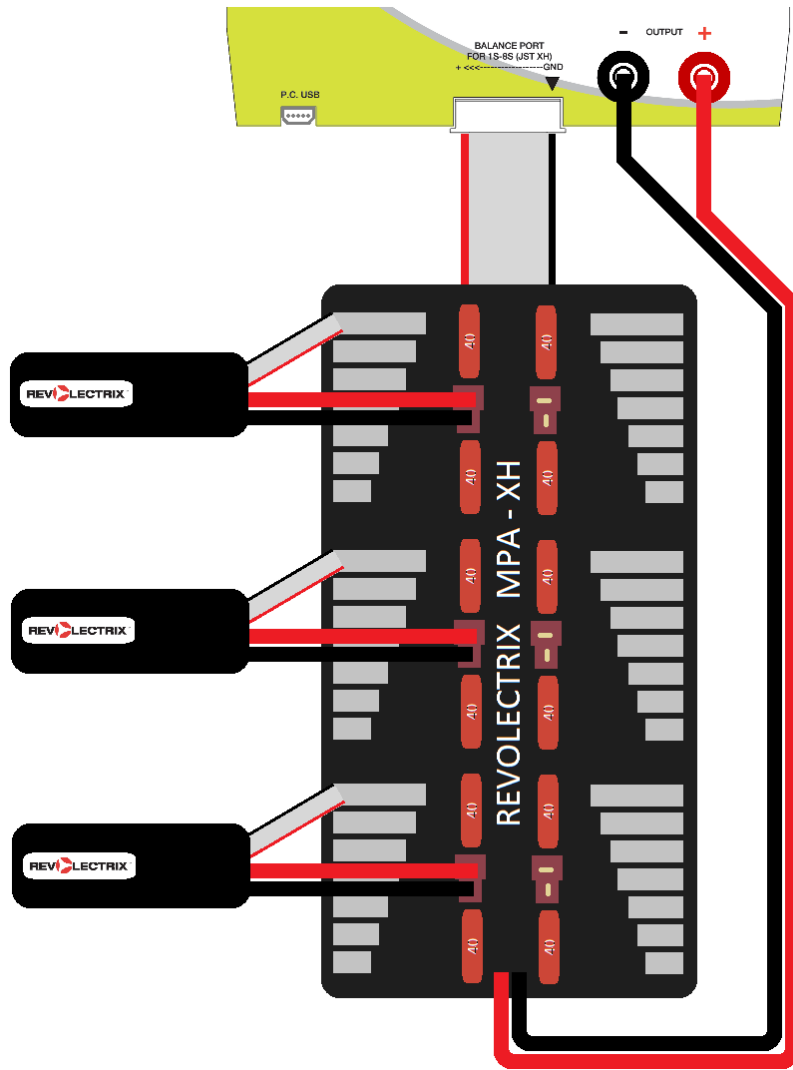 - OUTPUT +
BALANCE PORT
FOR 1S-8S (JST XH)
+ <<<--------------------GND
P.C. USB
40 40
REVOLECTRIX
40 40
40 40
REVOLECTRIX
40 40
40 40
REVOLECTRIX
40 40
REVOLECTRIX MPA - XH